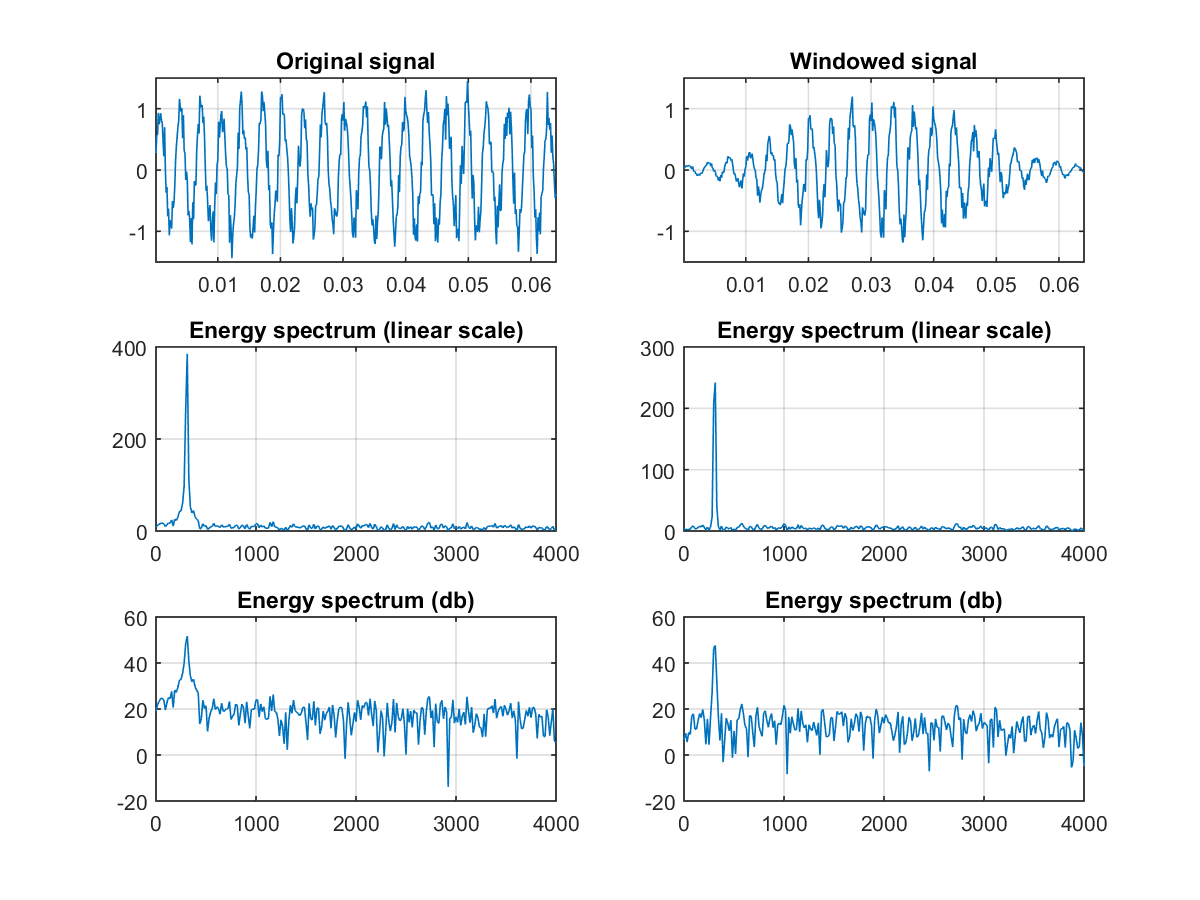 Original signal
1
0
-1
0.01 0.02 0.03 0.04 0.05 0.06
Windowed signal
1
0
-1
0.01 0.02 0.03 0.04 0.05 0.06
Energy spectrum (linear scale)
400
200
0
0 1000 2000 3000 4000
Energy spectrum (linear scale)
300
200
100
0
0 1000 2000 3000 4000
Energy spectrum (db)
60
40
20
0
-20
0 1000 2000 3000 4000
Energy spectrum (db)
60
40
20
0
-20
0 1000 2000 3000 4000